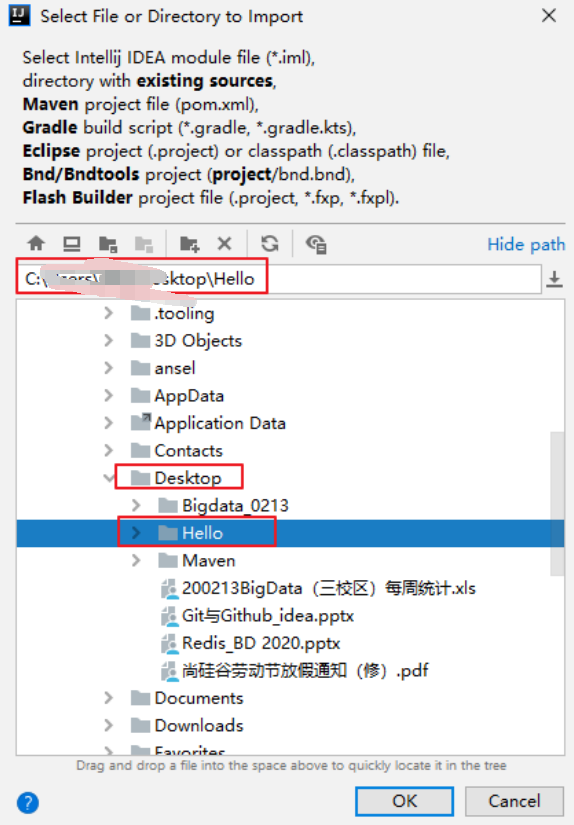 Select File or Directory to Import
Select Intellij IDEA module file (*.iml),
directory with existing sources,
Maven project file (pom.xml),
Gradle build script (*.gradle, *.gradle.kts),
Eclipse project (.project) or classpath (.classpath) file,
Bnd/Bndtools project (project/bnd.bnd),
Flash Builder project file (.project, *.fxp, *.fxpl).
Hide path
C:\Users\ sktop\Hello
.tooling
3D Objects
ansel
AppData
Application Data
Contacts
Desktop
Bigdata_0213
Hello
Maven
200213BigData（三校区）每周统计.xls
Git与Github_idea.pptx
Redis_BD 2020.pptx
尚硅谷劳动节放假通知（修）.pdf
Documents
Downloads
Favorites
Drag and drop a file into the space above to quickly locate it in the tree
?
OK
Cancel